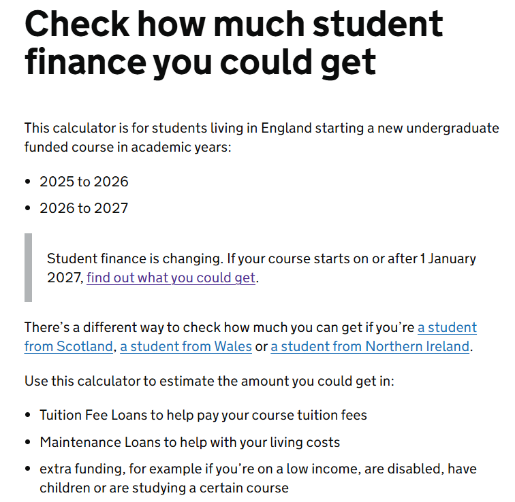 Check how much student
finance you could get
This calculator is for students living in England starting a new undergraduate
funded course in academic years:
• 2025 to 2026
• 2026 to 2027
Student finance is changing. If your course starts on or after 1 January
2027, find out what you could get.
There's a different way to check how much you can get if you're a student
from Scotland, a student from Wales or a student from Northern Ireland.
Use this calculator to estimate the amount you could get in:
• Tuition Fee Loans to help pay your course tuition fees
• Maintenance Loans to help with your living costs
• extra funding, for example if you're on a low income, are disabled, have
children or are studying a certain course